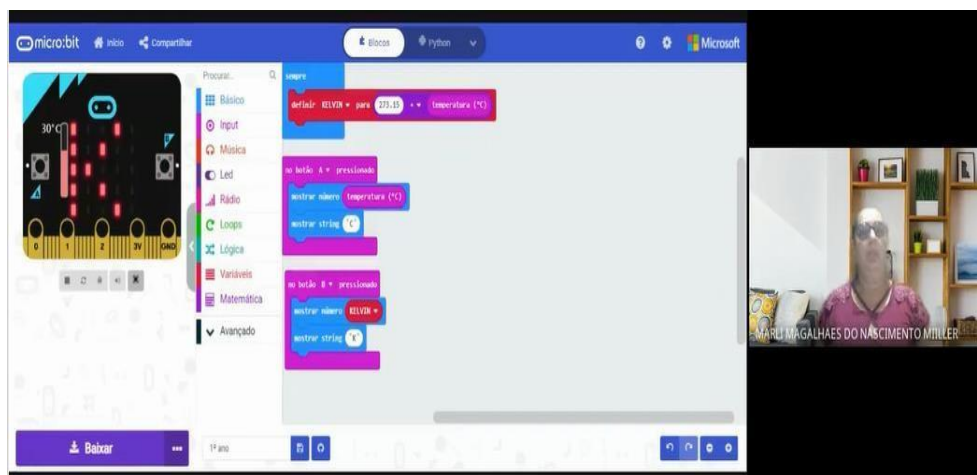 micro:bit Início Compartilhar Blocos Python Microsoft
Procurar...
Básico
Input
Música
Led
Rádio
Loops
Lógica
Variáveis
Matemática
Avançado
30°C
A
B
0 1 2 3V GND
sempre
definir KELVIN para 273.15 + temperatura (°C)
no botão A pressionado
mostrar número temperatura (°C)
mostrar string "C"
no botão B pressionado
mostrar número KELVIN
mostrar string "K"
Baixar ...
1º ano
MARLI MAGALHAES DO NASCIMENTO MIILLER